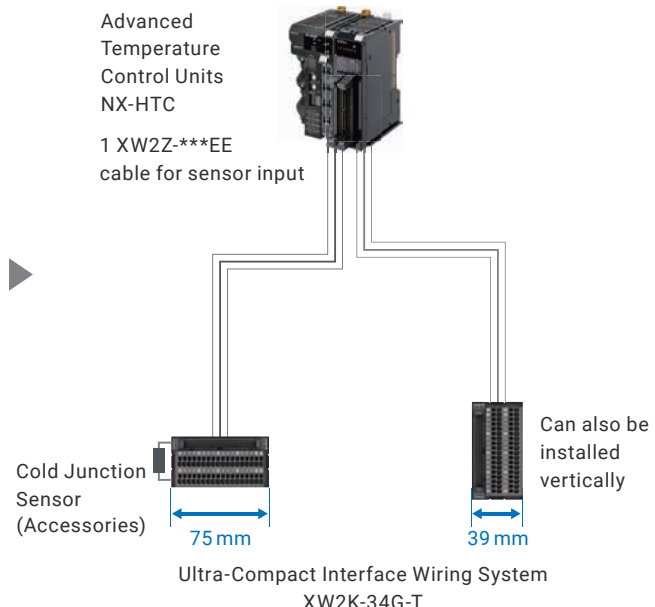 Advanced
Temperature
Control Units
NX-HTC
1 XW2Z-***EE
cable for sensor input
Cold Junction
Sensor
(Accessories)
75 mm
Can also be
installed
vertically
39 mm
Ultra-Compact Interface Wiring System
XW2K-34G-T